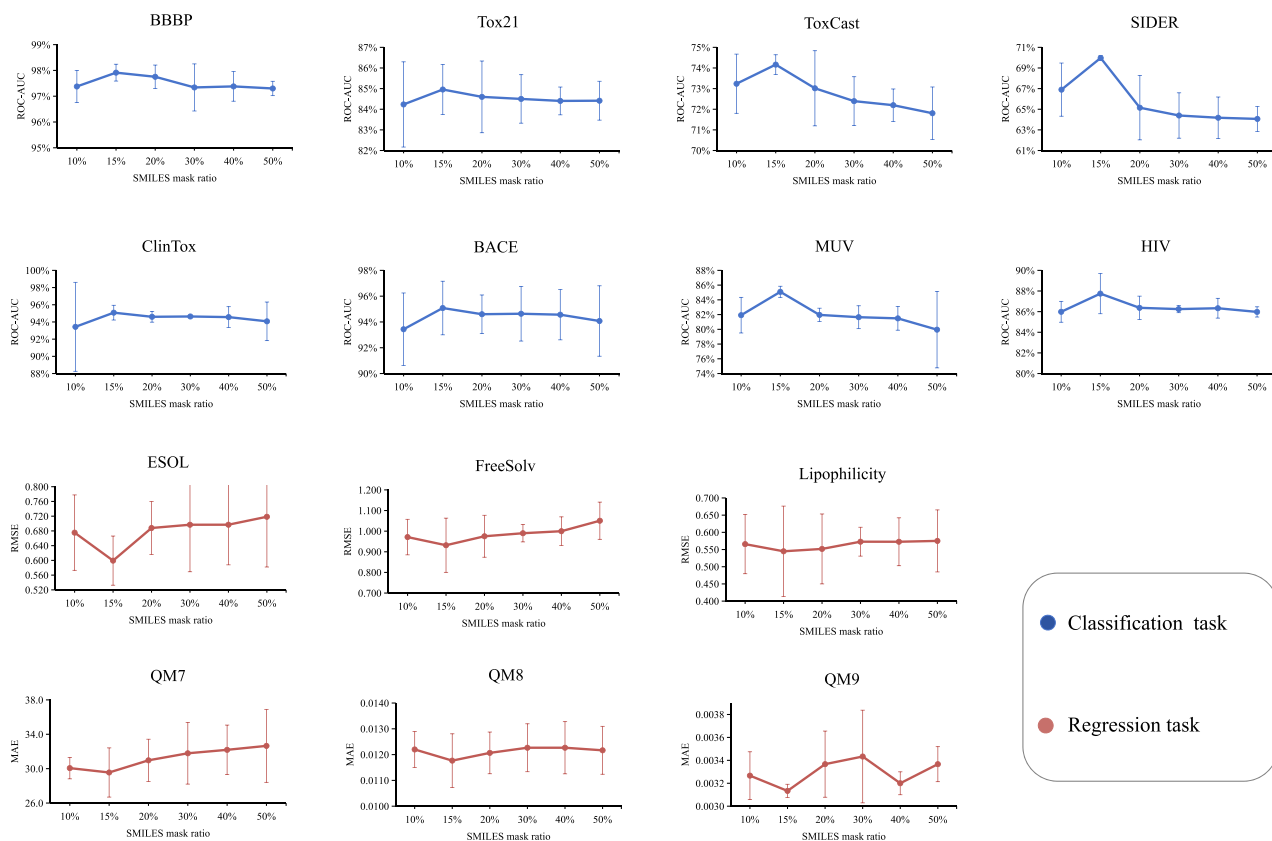 BBBP
99%
98%
97%
96%
95%
ROC-AUC
10% 15% 20% 30% 40% 50%
SMILES mask ratio
Tox21
87%
86%
85%
84%
83%
82%
ROC-AUC
10% 15% 20% 30% 40% 50%
SMILES mask ratio
ToxCast
75%
74%
73%
72%
71%
70%
ROC-AUC
10% 15% 20% 30% 40% 50%
SMILES mask ratio
SIDER
71%
69%
67%
65%
63%
61%
ROC-AUC
10% 15% 20% 30% 40% 50%
SMILES mask ratio
ClinTox
100%
98%
96%
94%
92%
90%
88%
ROC-AUC
10% 15% 20% 30% 40% 50%
SMILES mask ratio
BACE
98%
96%
94%
92%
90%
ROC-AUC
10% 15% 20% 30% 40% 50%
SMILES mask ratio
MUV
88%
86%
84%
82%
80%
78%
76%
74%
ROC-AUC
10% 15% 20% 30% 40% 50%
SMILES mask ratio
HIV
90%
88%
86%
84%
82%
80%
ROC-AUC
10% 15% 20% 30% 40% 50%
SMILES mask ratio
ESOL
0.800
0.760
0.720
0.680
0.640
0.600
0.560
0.520
RMSE
10% 15% 20% 30% 40% 50%
SMILES mask ratio
FreeSolv
1.200
1.100
1.000
0.900
0.800
0.700
RMSE
10% 15% 20% 30% 40% 50%
SMILES mask ratio
Lipophilicity
0.700
0.650
0.600
0.550
0.500
0.450
0.400
RMSE
10% 15% 20% 30% 40% 50%
SMILES mask ratio
Classification task
Regression task
QM7
38.0
34.0
30.0
26.0
MAE
10% 15% 20% 30% 40% 50%
SMILES mask ratio
QM8
0.0140
0.0130
0.0120
0.0110
0.0100
MAE
10% 15% 20% 30% 40% 50%
SMILES mask ratio
QM9
0.0038
0.0036
0.0034
0.0032
0.0030
MAE
10% 15% 20% 30% 40% 50%
SMILES mask ratio